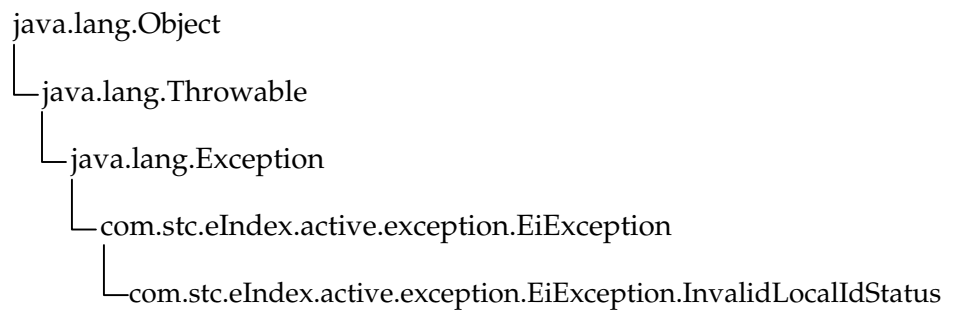 java.lang.Object
java.lang.Throwable
java.lang.Exception
com.stc.eIndex.active.exception.EiException
com.stc.eIndex.active.exception.EiException.InvalidLocalIdStatus